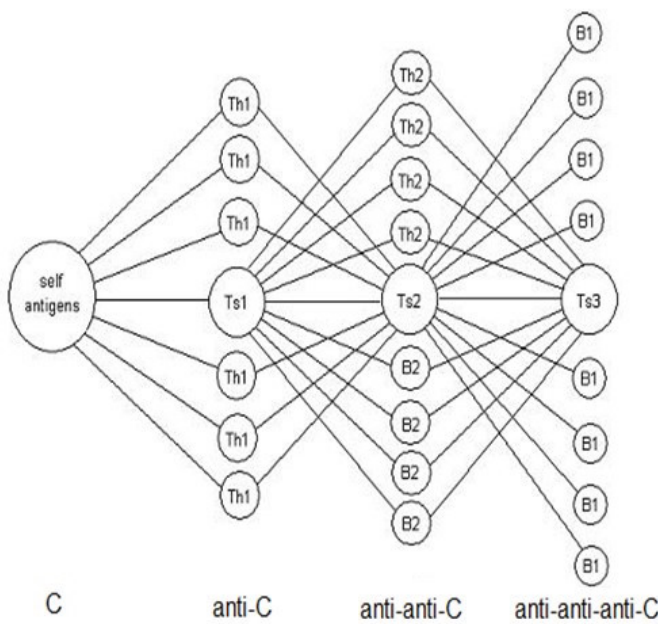 B1
Th2
B1
Th1
Th2
Th1
B1
Th2
Th1
Th2
B1
self
antigens
Ts1
Ts2
Ts3
Th1
B2
B1
Th1
B2
B1
Th1
B2
B2
B1
B1
C
anti-C
anti-anti-C
anti-anti-anti-C